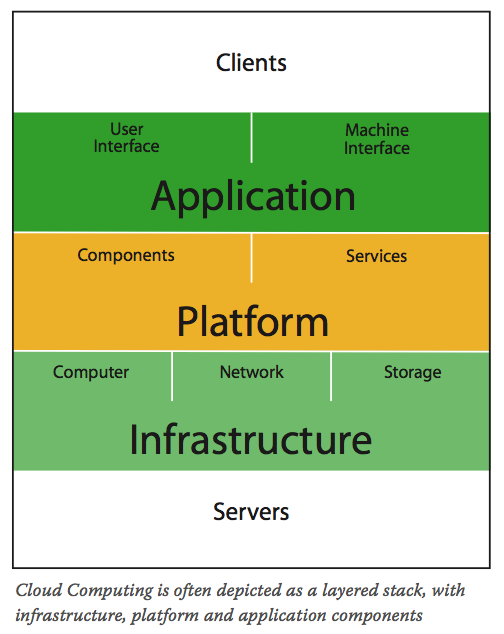 Clients
User
Interface
Machine
Interface
Application
Components
Services
Platform
Computer
Network
Storage
Infrastructure
Servers
Cloud Computing is often depicted as a layered stack, with
infrastructure, platform and application components